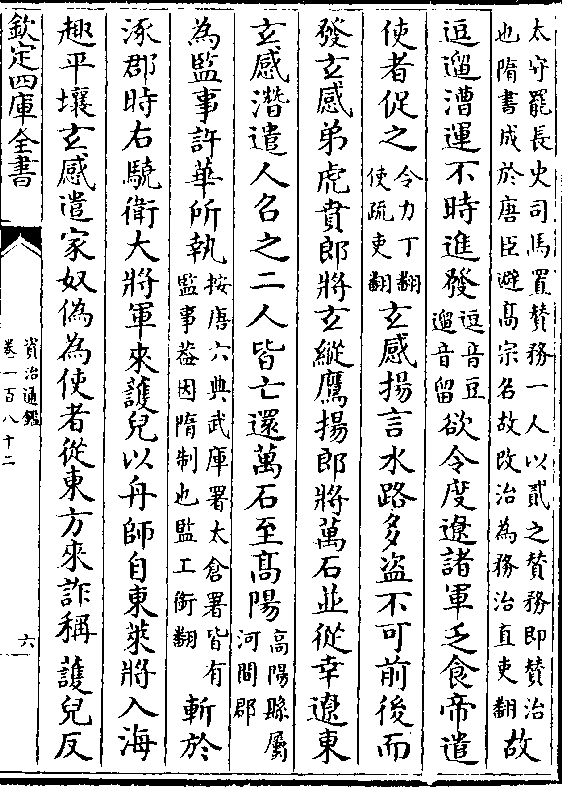 太守罷長史司馬置賛務一人以貳之賛務即賛治
也隋書成於唐臣避髙宗名故改治為務治直吏翻故
逗遛漕運不時進發逗音豆遛音留欲令度遼諸軍乏食帝遣
使者促之令力丁翻使疏吏翻玄感揚言水路多盗不可前後而
發玄感弟虎賁郎將玄縱鷹揚郎將萬石並從幸遼東
玄感潛遣人召之二人皆亡還萬石至髙陽高陽縣屬河間郡
為監事許華所執按唐六典武庫署太倉署皆有監事葢因隋制也監工銜翻斬於
涿郡時右驍衛大將軍來護兒以舟師自東萊將入海
趣平壤玄感遣家奴偽為使者從東方來詐稱護兒反
欽定四庫全書
資治通鑑
卷一百八十二
六